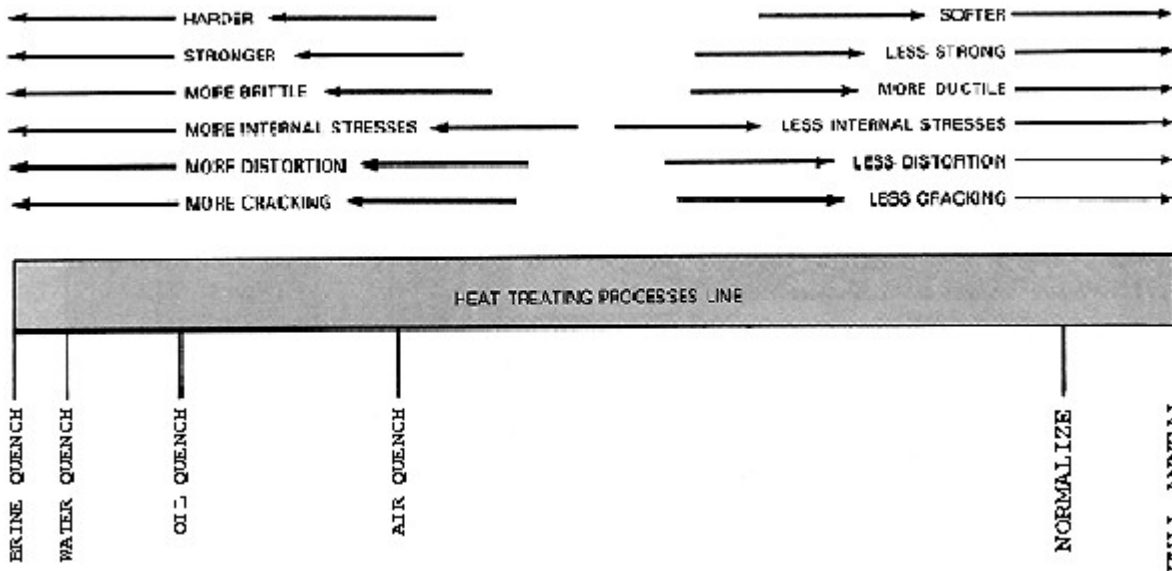 HARDER
SOFTER
STRONGER
LESS STRONG
MORE BRITTLE
MORE DUCTILE
MORE INTERNAL STRESSES
LESS INTERNAL STRESSES
MORE DISTORTION
LESS DISTORTION
MORE CRACKING
LESS CRACKING
HEAT TREATING PROCESSES LINE
BRINE QUENCH
WATER QUENCH
OIL QUENCH
AIR QUENCH
NORMALIZE